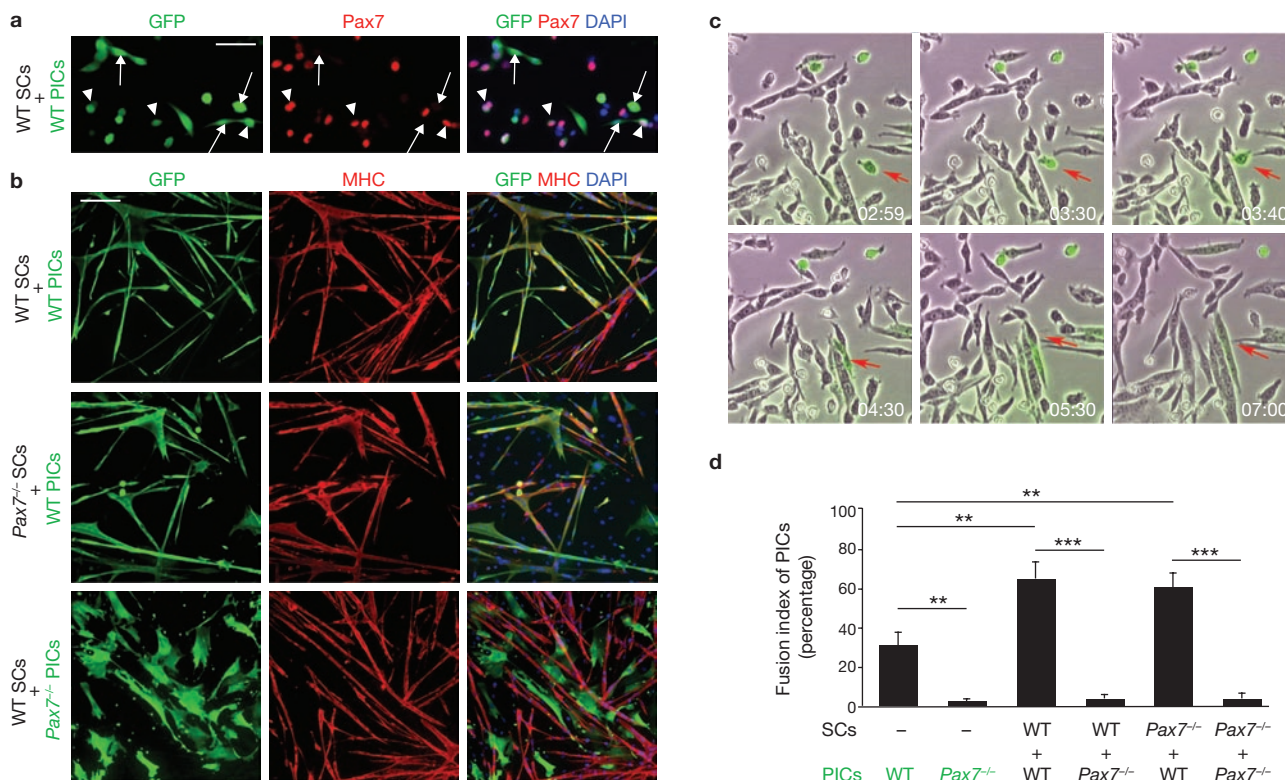 a
GFP
Pax7
GFP Pax7 DAPI
WT SCs
+
WT PICs
b
GFP
MHC
GFP MHC DAPI
WT SCs
+
WT PICs
Pax7–/– SCs
+
WT PICs
WT SCs
+
Pax7–/– PICs
c
02:59
03:30
03:40
04:30
05:30
07:00
d
Fusion index of PICs
(percentage)
100
80
60
40
20
0
**
**
**
***
***
SCs – – WT WT Pax7–/– Pax7–/–
+ + + +
PICs WT Pax7–/– WT Pax7–/– WT Pax7–/–